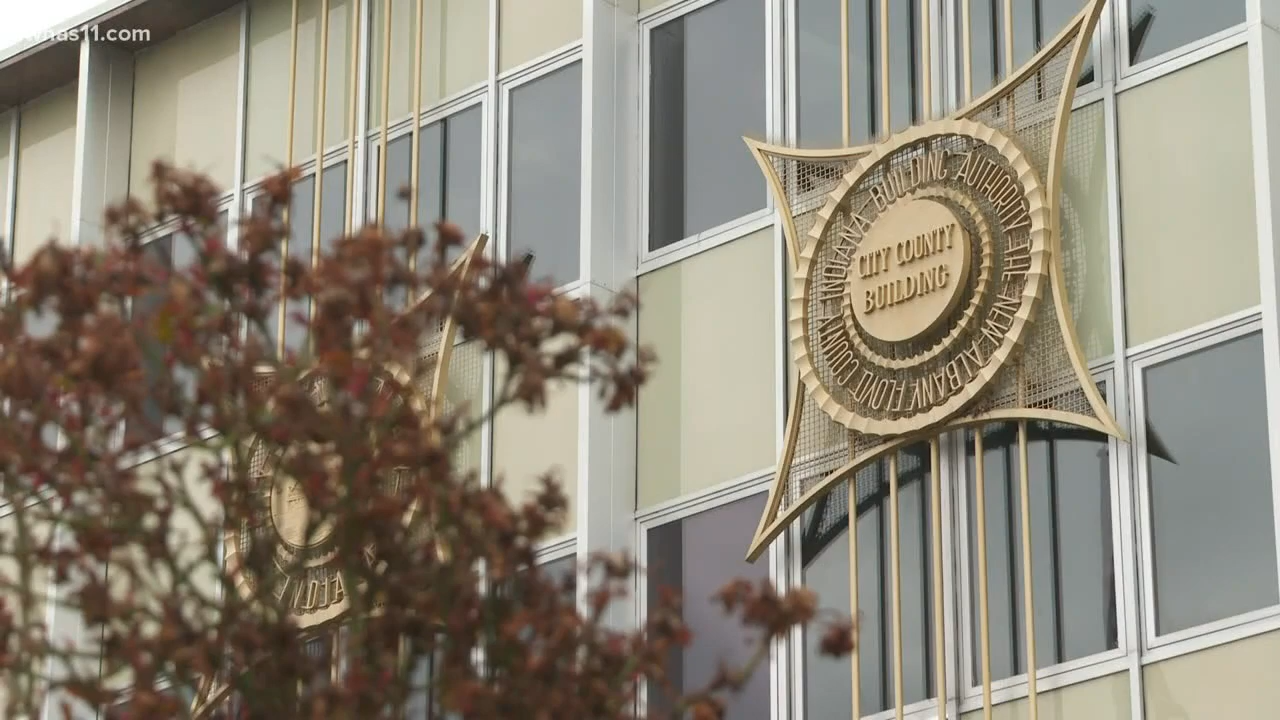 whas11.com
THE NEW ALBANY FLOYD COUNTY INDIANA BUILDING AUTHORITY
CITY COUNTY
BUILDING